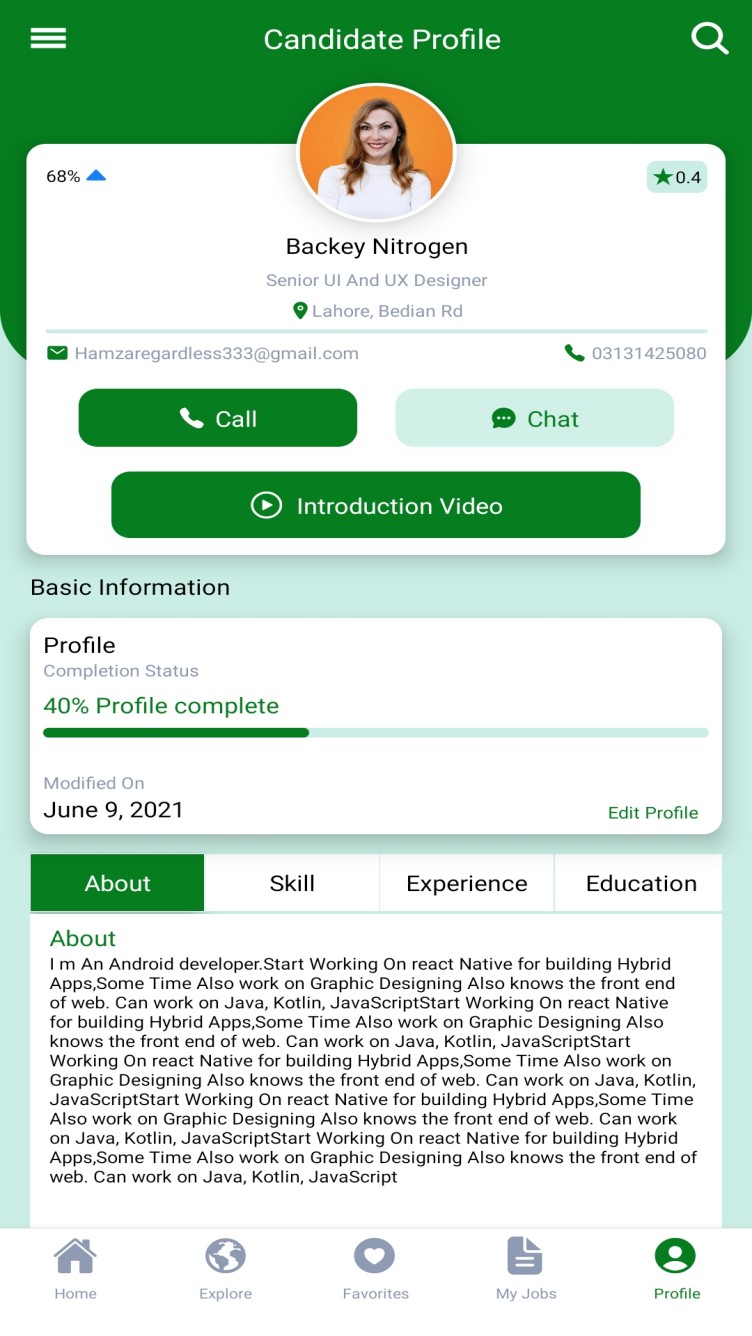 Candidate Profile
68%
0.4
Backey Nitrogen
Senior UI And UX Designer
Lahore, Bedian Rd
Hamzaregardless333@gmail.com
03131425080
Call
Chat
Introduction Video
Basic Information
Profile
Completion Status
40% Profile complete
Modified On
June 9, 2021
Edit Profile
About
Skill
Experience
Education
About
I m An Android developer.Start Working On react Native for building Hybrid
Apps,Some Time Also work on Graphic Designing Also knows the front end
of web. Can work on Java, Kotlin, JavaScriptStart Working On react Native
for building Hybrid Apps,Some Time Also work on Graphic Designing Also
knows the front end of web. Can work on Java, Kotlin, JavaScriptStart
Working On react Native for building Hybrid Apps,Some Time Also work on
Graphic Designing Also knows the front end of web. Can work on Java, Kotlin,
JavaScriptStart Working On react Native for building Hybrid Apps,Some Time
Also work on Graphic Designing Also knows the front end of web. Can work
on Java, Kotlin, JavaScriptStart Working On react Native for building Hybrid
Apps,Some Time Also work on Graphic Designing Also knows the front end of
web. Can work on Java, Kotlin, JavaScript
Home
Explore
Favorites
My Jobs
Profile